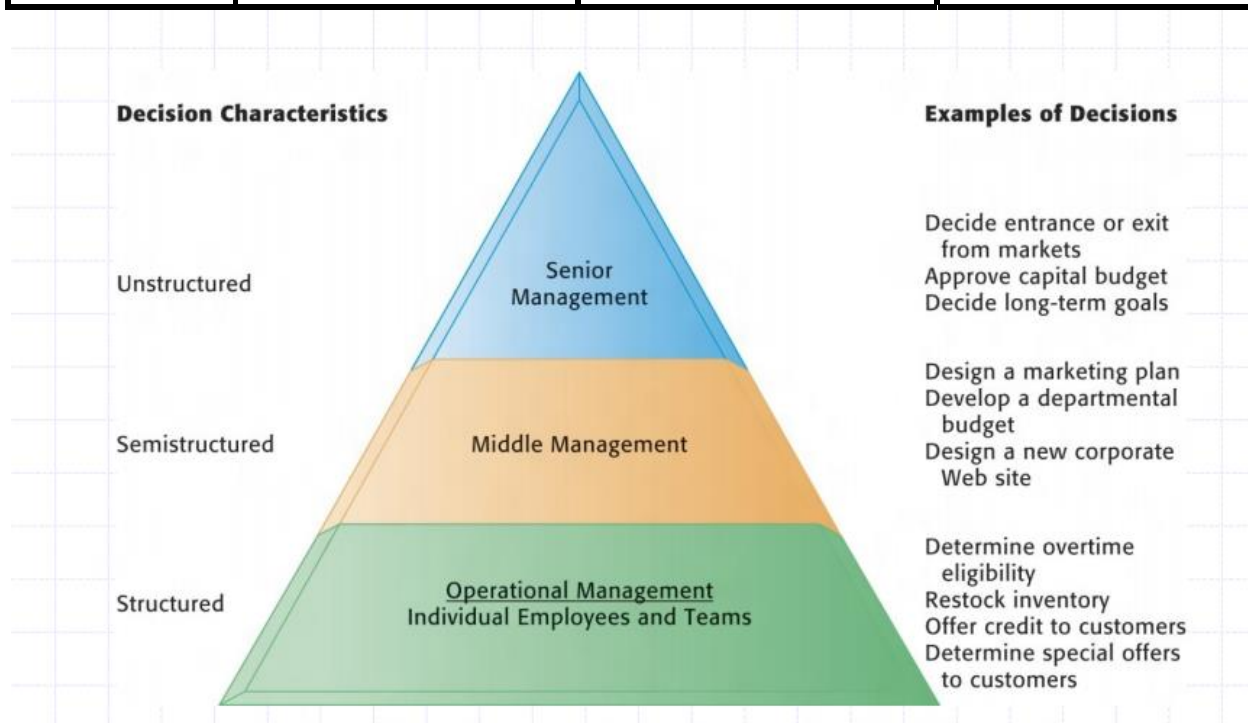 Decision Characteristics
Examples of Decisions
Unstructured
Senior
Management
Decide entrance or exit
from markets
Approve capital budget
Decide long-term goals
Semistructured
Middle Management
Design a marketing plan
Develop a departmental
budget
Design a new corporate
Web site
Structured
Operational Management
Individual Employees and Teams
Determine overtime
eligibility
Restock inventory
Offer credit to customers
Determine special offers
to customers